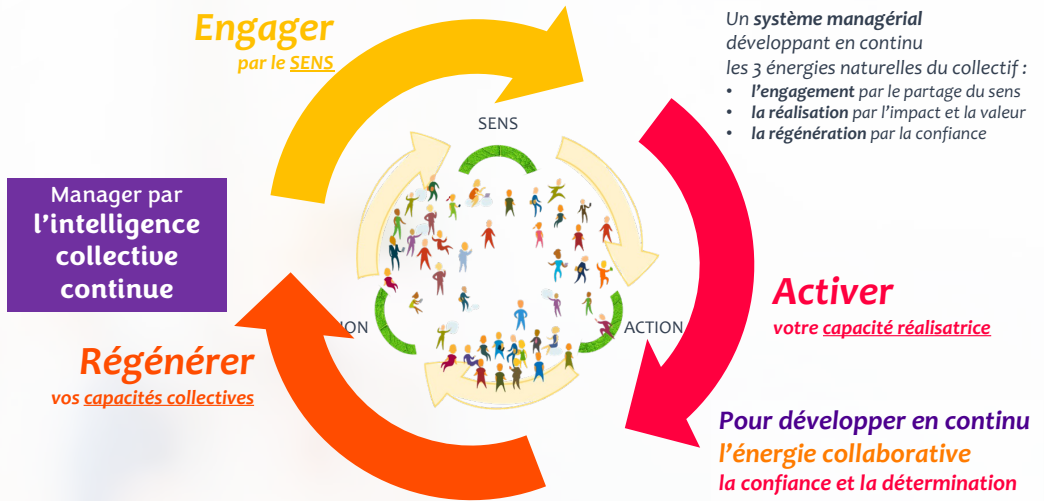 Engager
par le SENS
Un système managérial
développant en continu
les 3 énergies naturelles du collectif :
• l'engagement par le partage du sens
• la réalisation par l'impact et la valeur
• la régénération par la confiance
SENS
Manager par
l'intelligence
collective
continue
Activer
votre capacité réalisatrice
ION
ACTION
Régénérer
vos capacités collectives
Pour développer en continu
l'énergie collaborative
la confiance et la détermination